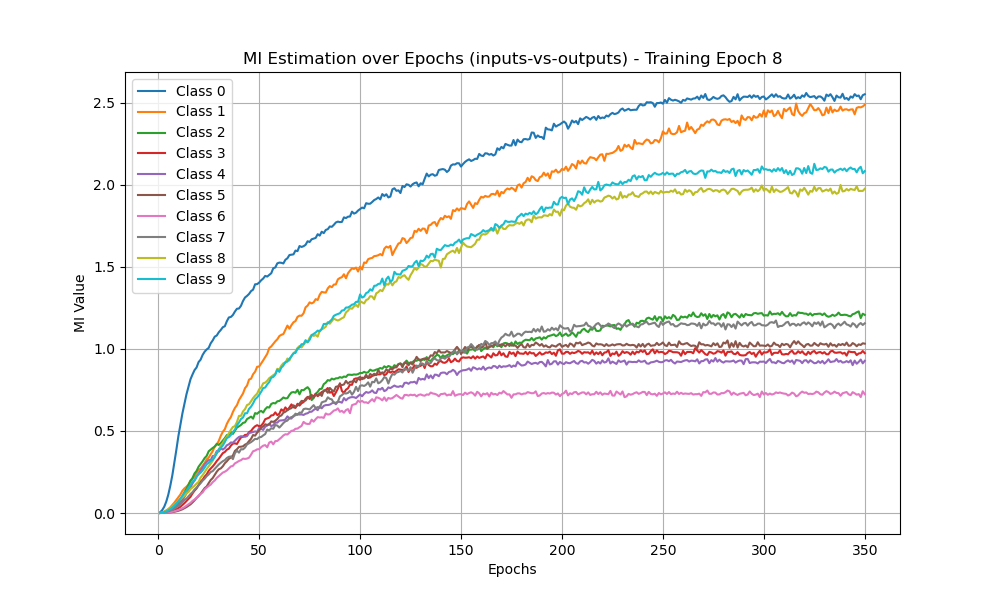 MI Estimation over Epochs (inputs-vs-outputs) - Training Epoch 8
Class 0
Class 1
Class 2
Class 3
Class 4
Class 5
Class 6
Class 7
Class 8
Class 9
MI Value
2.5
2.0
1.5
1.0
0.5
0.0
0 50 100 150 200 250 300 350
Epochs